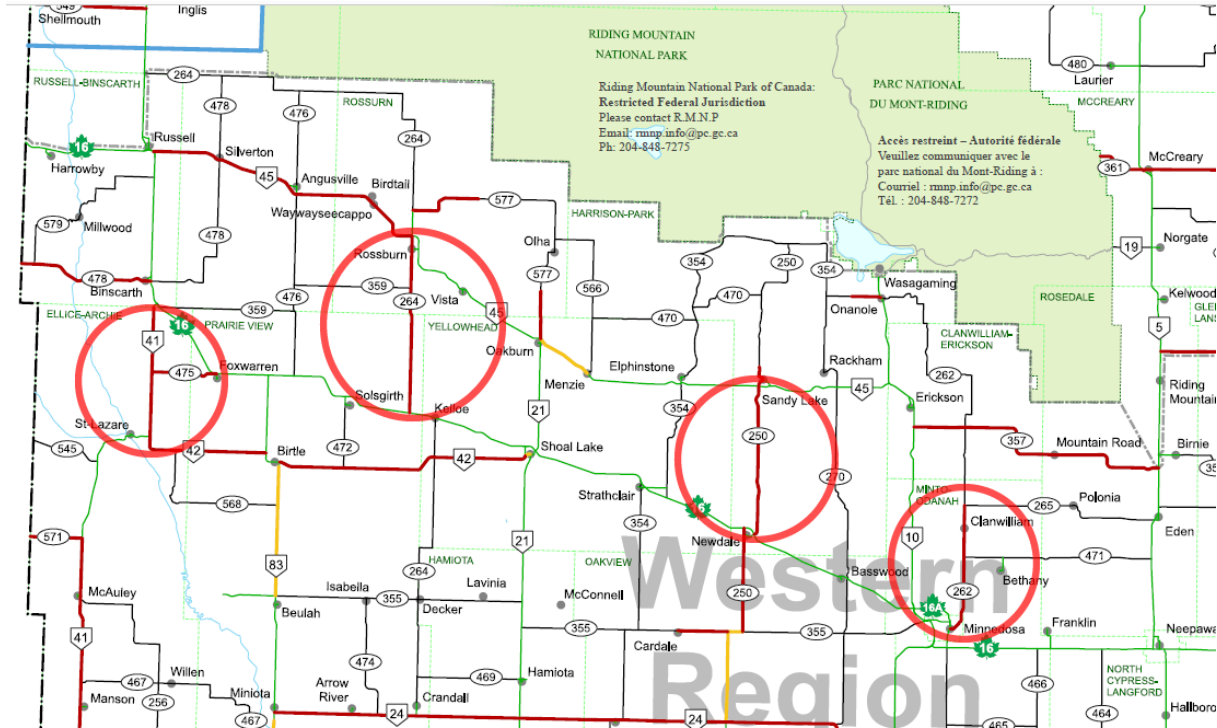 549
Shellmouth
Inglis
RIDING MOUNTAIN
NATIONAL PARK
Riding Mountain National Park of Canada:
Restricted Federal Jurisdiction
Please contact R.M.N.P
Email: rmnp.info@pc.gc.ca
Ph: 204-848-7275
PARC NATIONAL
DU MONT-RIDING
Accès restreint – Autorité fédérale
Veuillez communiquer avec le
parc national du Mont-Riding à :
Courriel : rmnp.info@pc.gc.ca
Tél. : 204-848-7272
480
Laurier
MCCREARY
RUSSELL-BINSCARTH
264
478
476
ROSSBURN
264
Russell
16
Harrowby
Silverton
45
Angusville
Birdtail
Waywayseecappo
577
HARRISON-PARK
361
McCreary
579
Millwood
478
Rossburn
Olha
354
250
354
19
Norgate
478
Binscarth
359
476
359
264
Vista
45
577
566
470
470
Wasagaming
Onanole
ROSEDALE
Kelwood
5
ELLICE-ARCHIE
16
PRAIRIE VIEW
YELLOWHEAD
Oakburn
CLANWILLIAM-
ERICKSON
41
475
Foxwarren
Menzie
Elphinstone
Rackham
45
262
Riding
Mountain
Solsgirth
Kelloe
21
354
Sandy Lake
Erickson
St-Lazare
545
42
Birtle
472
42
Shoal Lake
250
270
357
Mountain Road
Birnie
568
Strathclair
16
MINTO-
ODANAH
265
Polonia
571
354
Newdale
Clanwilliam
Eden
21
10
471
83
HAMIOTA
OAKVIEW
Western
Region
Basswood
Bethany
264
McAuley
Isabella
355
Decker
Lavinia
McConnell
250
16A
262
Beulah
355
355
Minnedosa
Franklin
Neepawa
41
Cardale
16
474
Willen
467
256
Manson
Miniota
467
Arrow
River
469
Crandall
Hamiota
24
24
466
465
464
NORTH
CYPRESS-
LANGFORD
Hallboro